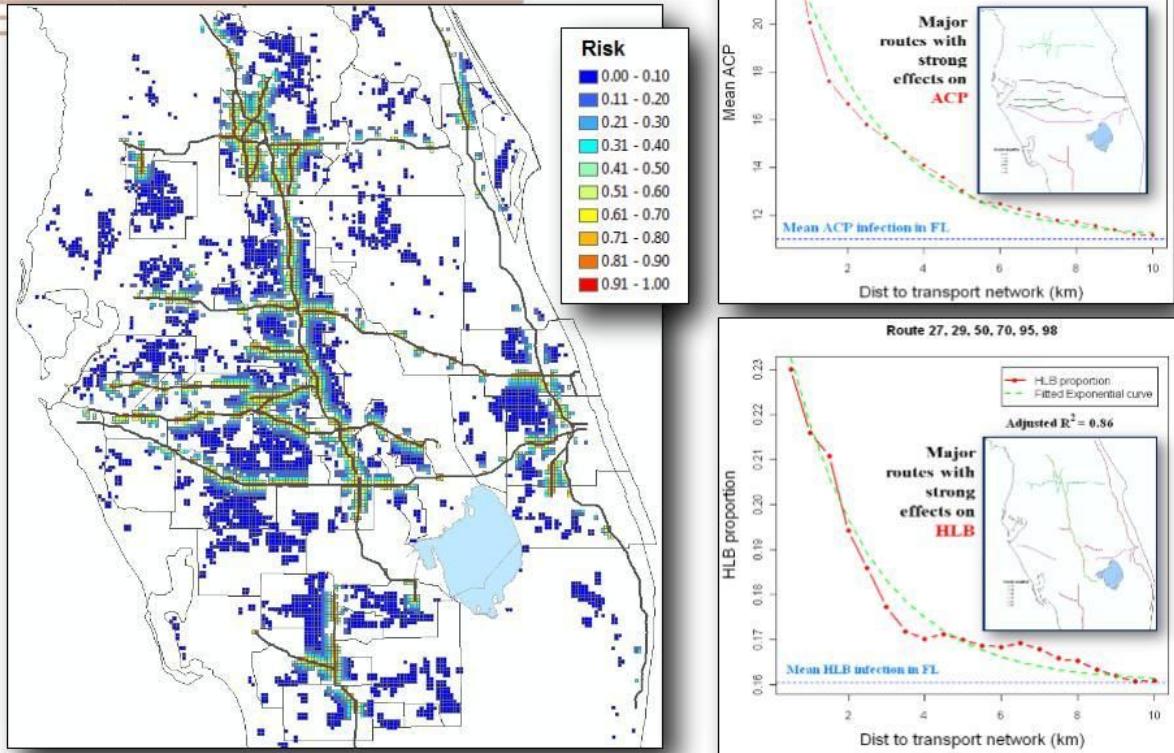 Risk
0.00 - 0.10
0.11 - 0.20
0.21 - 0.30
0.31 - 0.40
0.41 - 0.50
0.51 - 0.60
0.61 - 0.70
0.71 - 0.80
0.81 - 0.90
0.91 - 1.00
Mean ACP
20
18
16
14
12
Major
routes with
strong
effects on
ACP
Mean ACP infection in FL
2
4
6
8
10
Dist to transport network (km)
Route 27, 29, 50, 70, 95, 98
HLB proportion
0.23
0.22
0.21
0.20
0.19
0.18
0.17
0.16
HLB proportion
Fitted Exponential curve
Adjusted R² = 0.86
Major
routes with
strong
effects on
HLB
Mean HLB infection in FL
2
4
6
8
10
Dist to transport network (km)